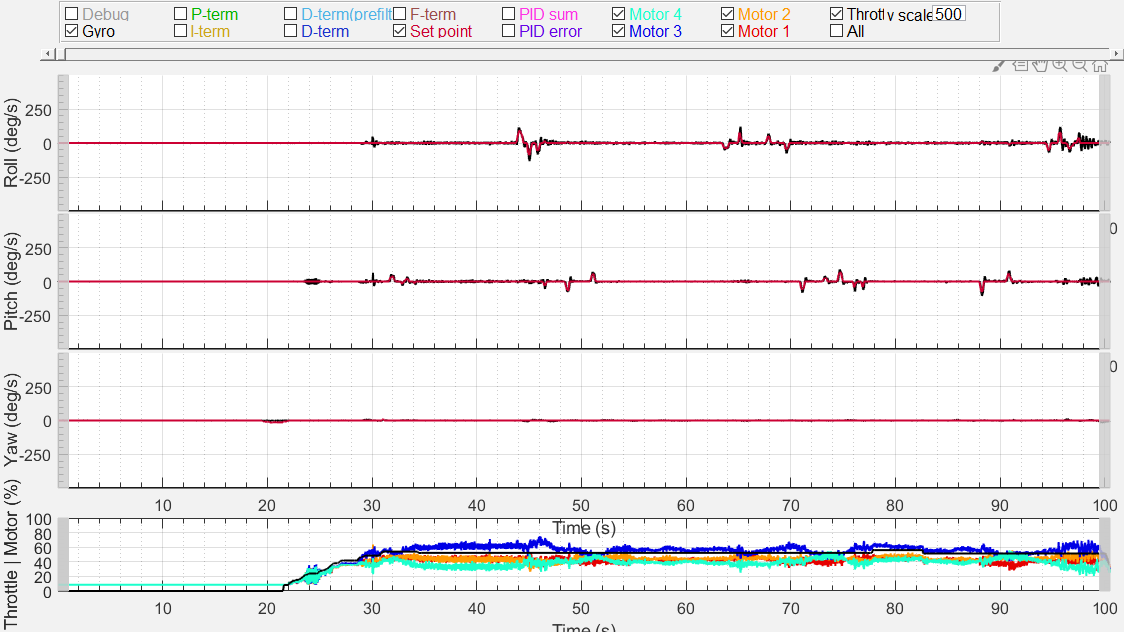 Debug P-term D-term(prefilt F-term PID sum Motor 4 Motor 2 Thrott y scale 500
Gyro I-term D-term Set point PID error Motor 3 Motor 1 All
Roll (deg/s)
250
0
-250
Pitch (deg/s)
250
0
-250
0
Yaw (deg/s)
250
0
-250
0
10 20 30 40 50 60 70 80 90 100
Time (s)
Throttle | Motor (%)
100
80
60
40
20
0
10 20 30 40 50 60 70 80 90 100
Time (s)